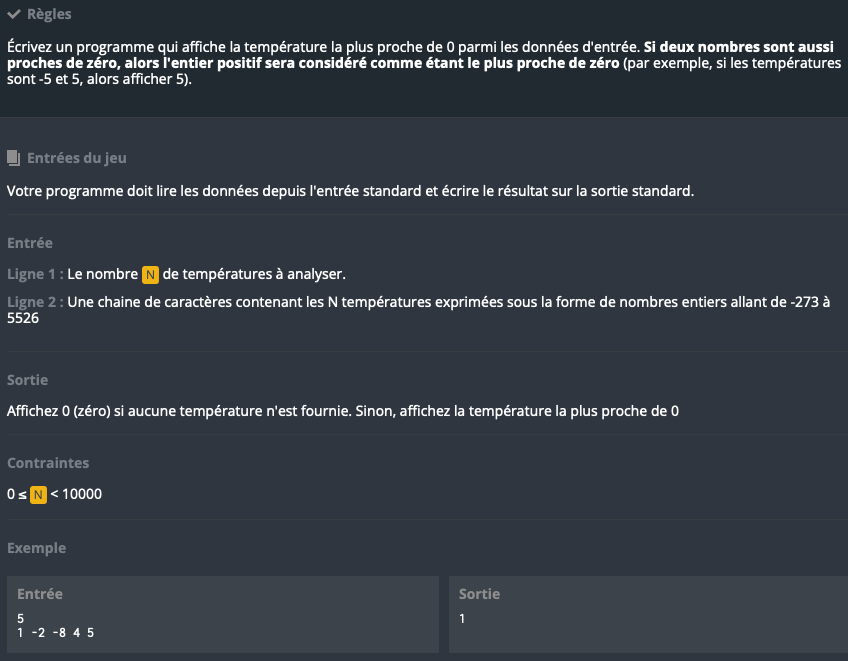 Règles
Écrivez un programme qui affiche la température la plus proche de 0 parmi les données d'entrée. Si deux nombres sont aussi
proches de zéro, alors l'entier positif sera considéré comme étant le plus proche de zéro (par exemple, si les températures
sont -5 et 5, alors afficher 5).
Entrées du jeu
Votre programme doit lire les données depuis l'entrée standard et écrire le résultat sur la sortie standard.
Entrée
Ligne 1 : Le nombre N de températures à analyser.
Ligne 2 : Une chaine de caractères contenant les N températures exprimées sous la forme de nombres entiers allant de -273 à
5526
Sortie
Affichez 0 (zéro) si aucune température n'est fournie. Sinon, affichez la température la plus proche de 0
Contraintes
0 ≤ N < 10000
Exemple
Entrée
5
1 -2 -8 4 5
Sortie
1